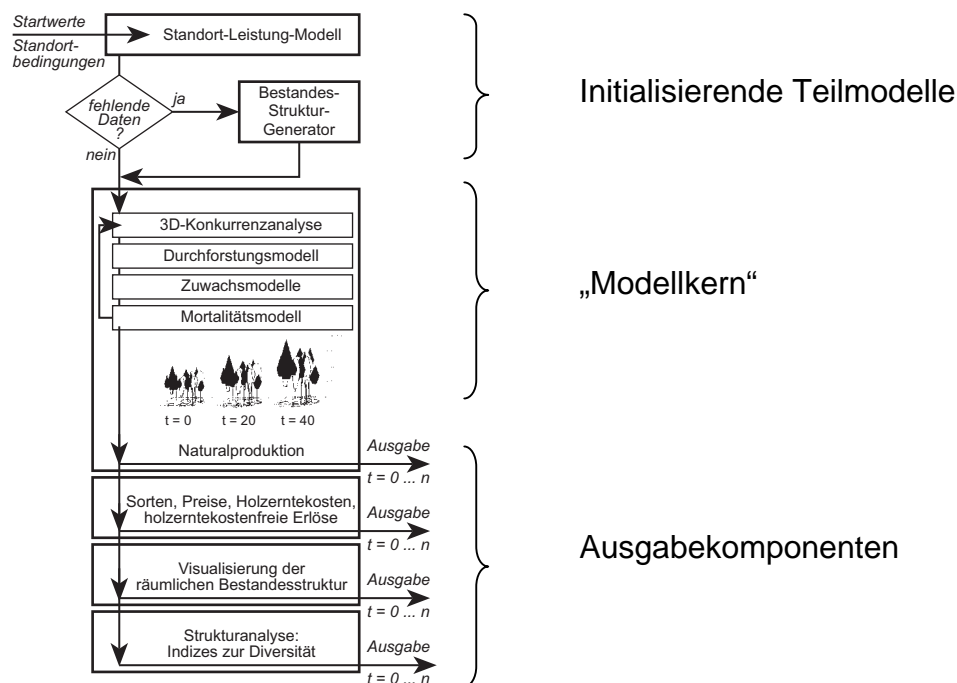 Startwerte
Standort-
bedingungen
Standort-Leistung-Modell
fehlende
Daten
?
ja
nein
Bestandes-
Struktur-
Generator
Initialisierende Teilmodelle
3D-Konkurrenzanalyse
Durchforstungsmodell
Zuwachsmodelle
Mortalitätsmodell
„Modellkern“
t = 0
t = 20
t = 40
Naturalproduktion
Ausgabe
t = 0 ... n
Sorten, Preise, Holzerntekosten,
holzerntekostenfreie Erlöse
Ausgabe
t = 0 ... n
Ausgabekomponenten
Visualisierung der
räumlichen Bestandesstruktur
Ausgabe
t = 0 ... n
Strukturanalyse:
Indizes zur Diversität
Ausgabe
t = 0 ... n